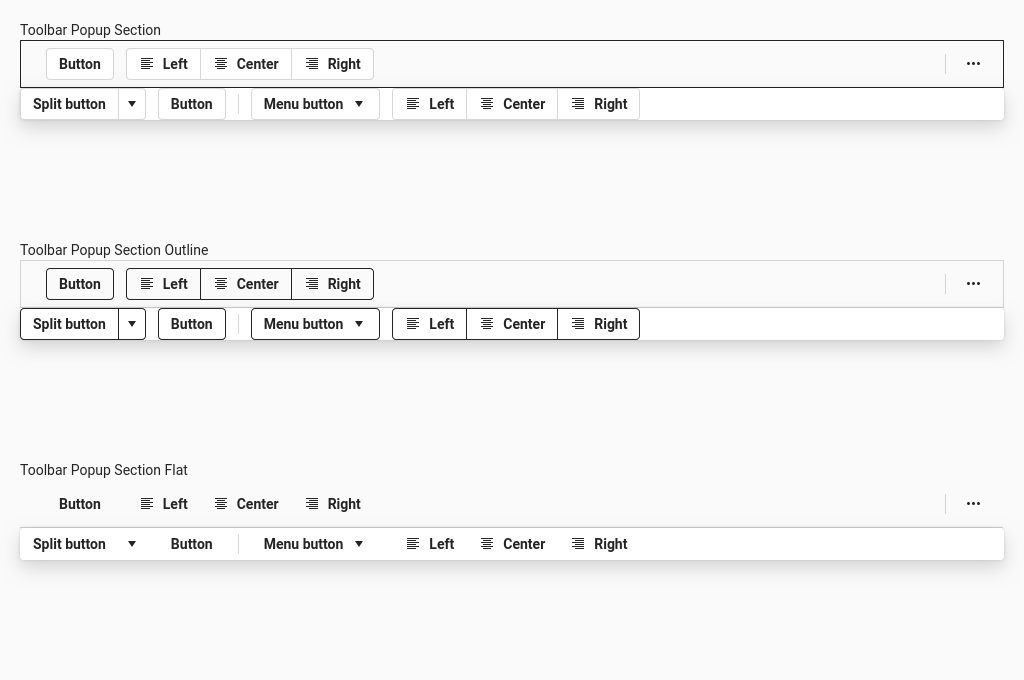 Toolbar Popup Section
Button Left Center Right
Split button Button Menu button Left Center Right
Toolbar Popup Section Outline
Button Left Center Right
Split button Button Menu button Left Center Right
Toolbar Popup Section Flat
Button Left Center Right
Split button Button Menu button Left Center Right